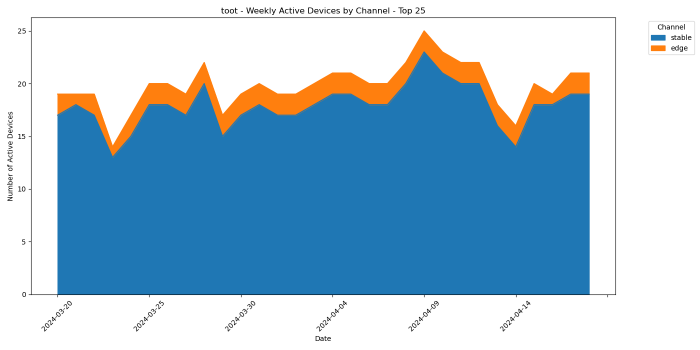 toot - Weekly Active Devices by Channel - Top 25
Channel
stable
edge
Number of Active Devices
25
20
15
10
5
0
2024-03-20
2024-03-25
2024-03-30
2024-04-04
2024-04-09
2024-04-14
Date